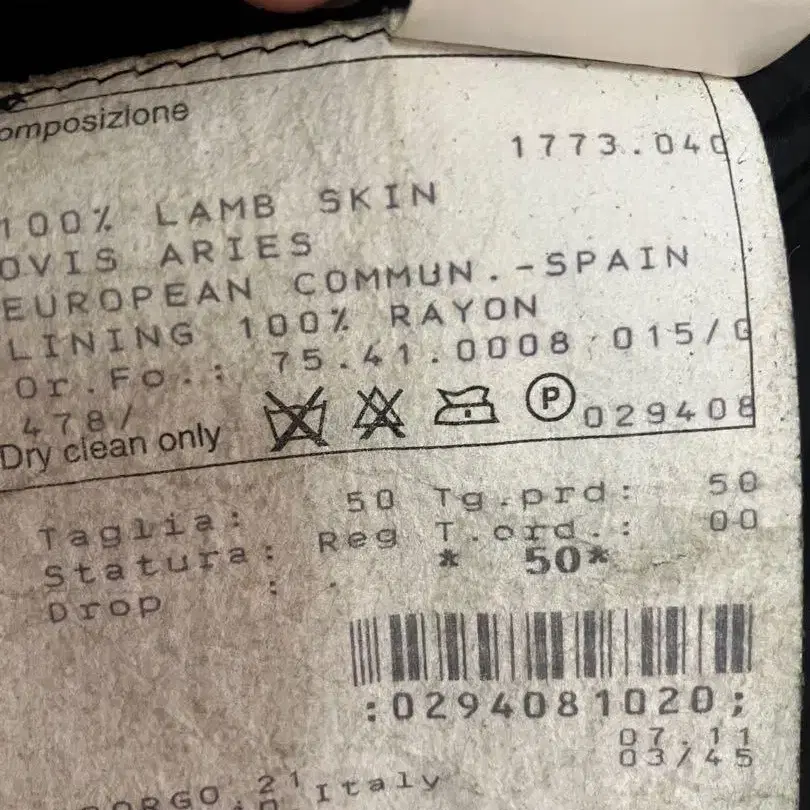 omposizione
1773.040
100% LAMB SKIN
OVIS ARIES
EUROPEAN COMMUN.-SPAIN
LINING 100% RAYON
Or.Fo.: 75.41.0008 015/0
478/
Dry clean only P 029408
Taglia: 50 Tg.prd: 50
Statura: Reg T.ord.: 00
Drop : . * 50*
:0294081020;
07.11
03/45
BORGO 21 Italy